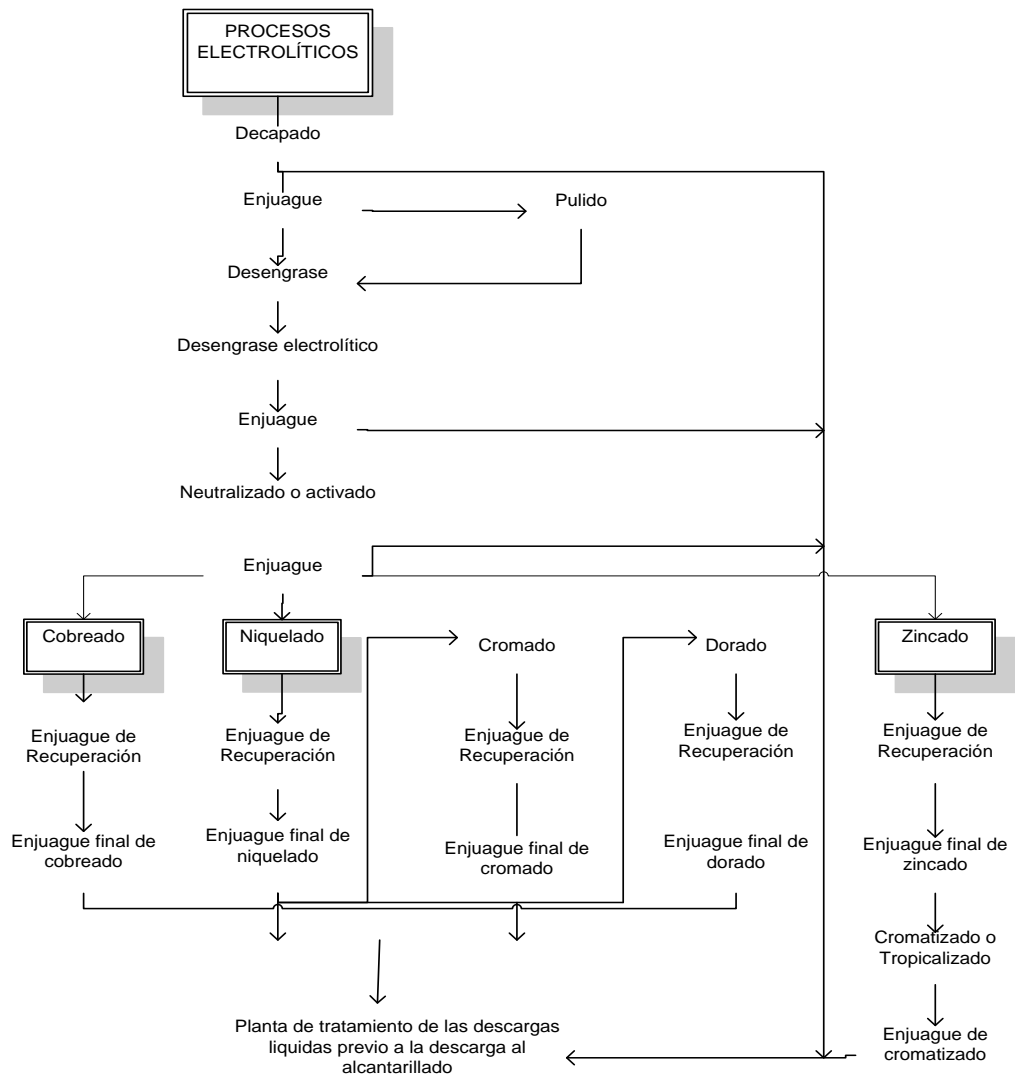 PROCESOS
ELECTROLÍTICOS
Decapado
Enjuague
Pulido
Desengrase
Desengrase electrolítico
Enjuague
Neutralizado o activado
Enjuague
Cobreado
Niquelado
Cromado
Dorado
Zincado
Enjuague de
Recuperación
Enjuague de
Recuperación
Enjuague de
Recuperación
Enjuague de
Recuperación
Enjuague de
Recuperación
Enjuague final de
cobreado
Enjuague final de
niquelado
Enjuague final de
cromado
Enjuague final de
dorado
Enjuague final de
zincado
Cromatizado o
Tropicalizado
Planta de tratamiento de las descargas
liquidas previo a la descarga al
alcantarillado
Enjuague de
cromatizado